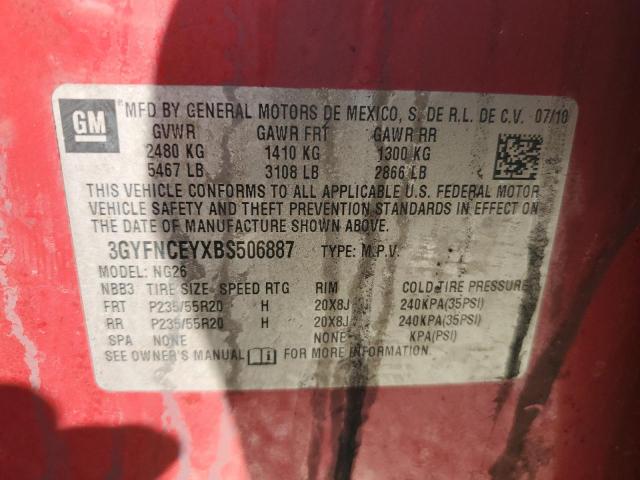 GM ® MFD BY GENERAL MOTORS DE MEXICO, S. DE R.L. DE C.V. 07/10
GVWR GAWR FRT GAWR RR
2480 KG 1410 KG 1300 KG
5467 LB 3108 LB 2866 LB
THIS VEHICLE CONFORMS TO ALL APPLICABLE U.S. FEDERAL MOTOR
VEHICLE SAFETY AND THEFT PREVENTION STANDARDS IN EFFECT ON
THE DATE OF MANUFACTURE SHOWN ABOVE.
3GYFNCEYXBS506887 TYPE: M.P.V.
MODEL: NG26
NBB3 TIRE SIZE SPEED RTG RIM COLD TIRE PRESSURE
FRT P235/55R20 H 20X8J 240KPA(35PSI)
RR P235/55R20 H 20X8J 240KPA(35PSI)
SPA NONE NONE KPA(PSI)
SEE OWNER'S MANUAL FOR MORE INFORMATION.